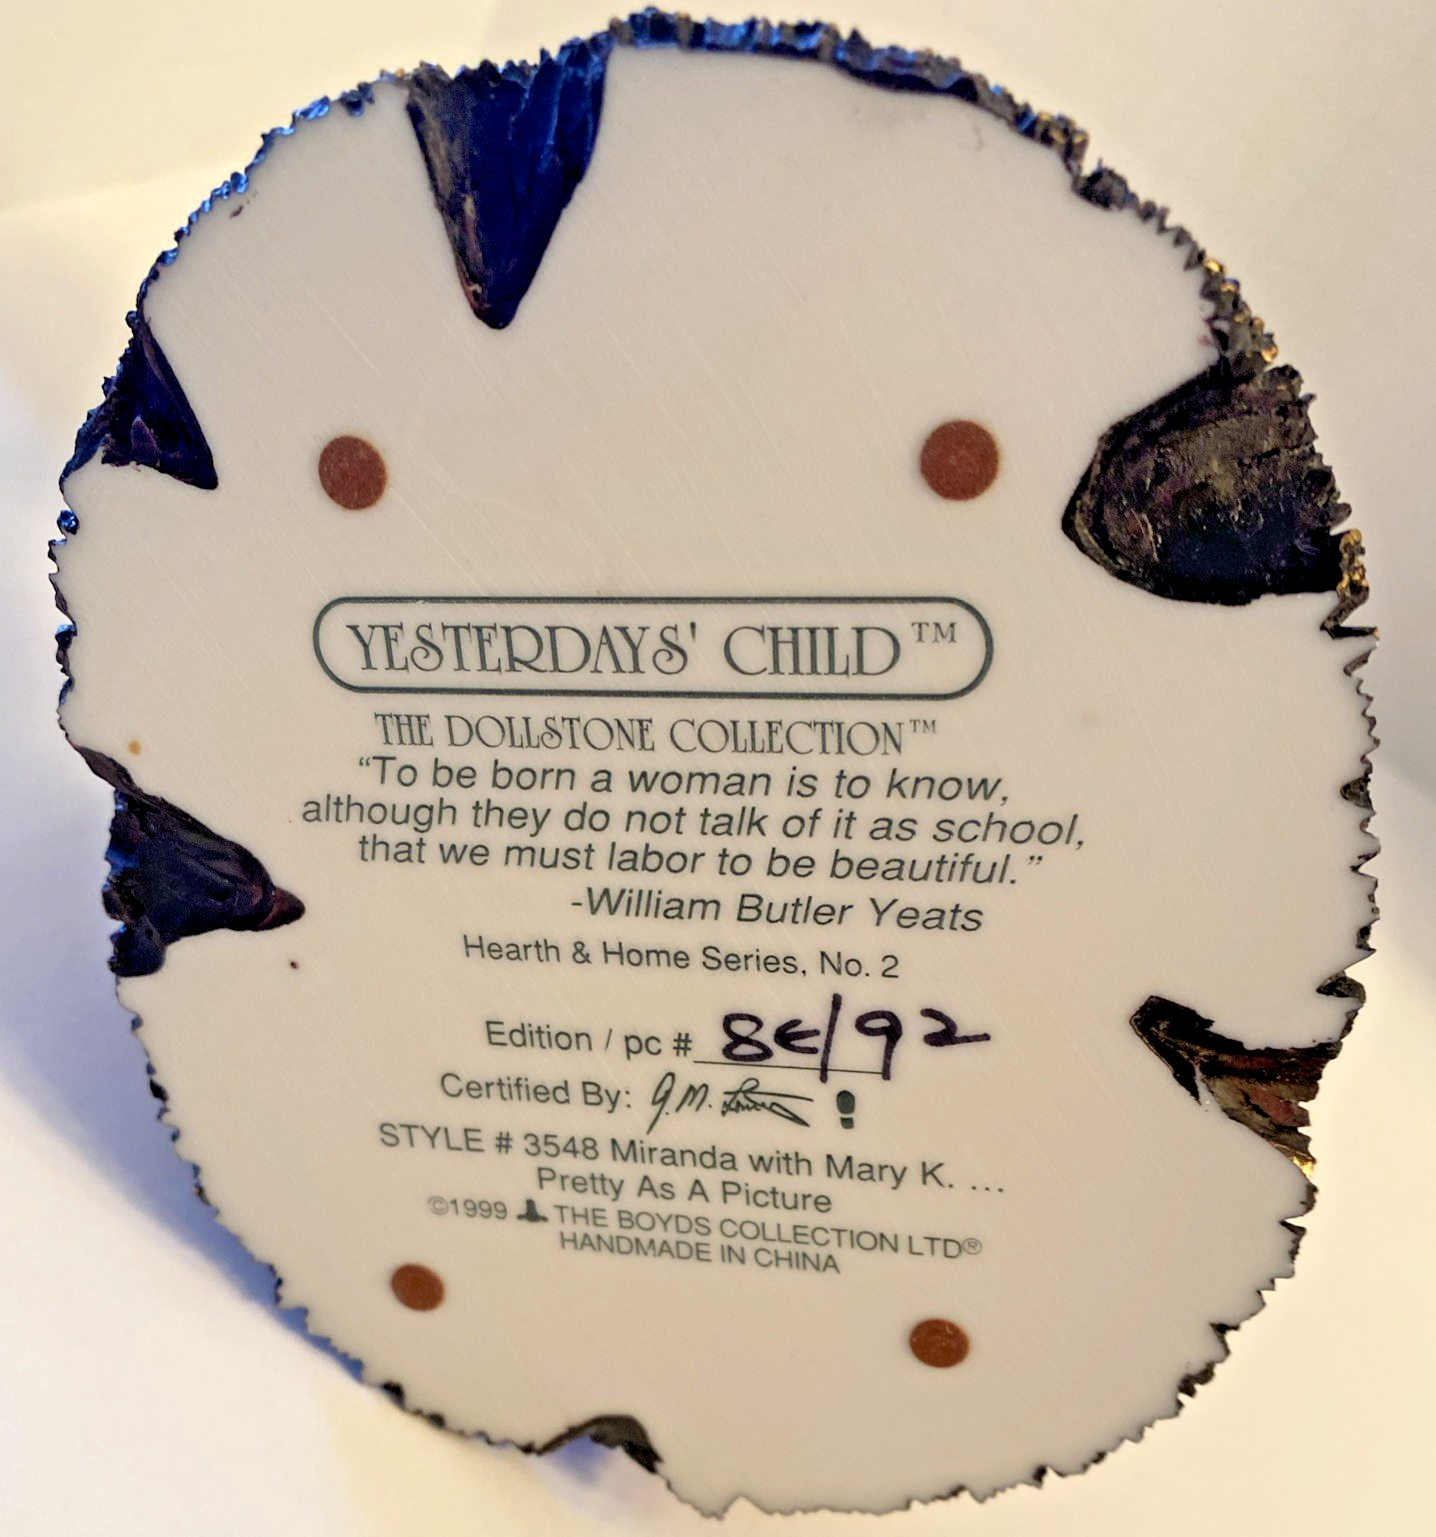 YESTERDAYS' CHILD™
THE DOLLSTONE COLLECTION™
“To be born a woman is to know,
although they do not talk of it as school,
that we must labor to be beautiful.”
-William Butler Yeats
Hearth & Home Series, No. 2
Edition / pc # 8E/92
Certified By: G.M.
STYLE # 3548 Miranda with Mary K. ...
Pretty As A Picture
©1999 THE BOYDS COLLECTION LTD®
HANDMADE IN CHINA